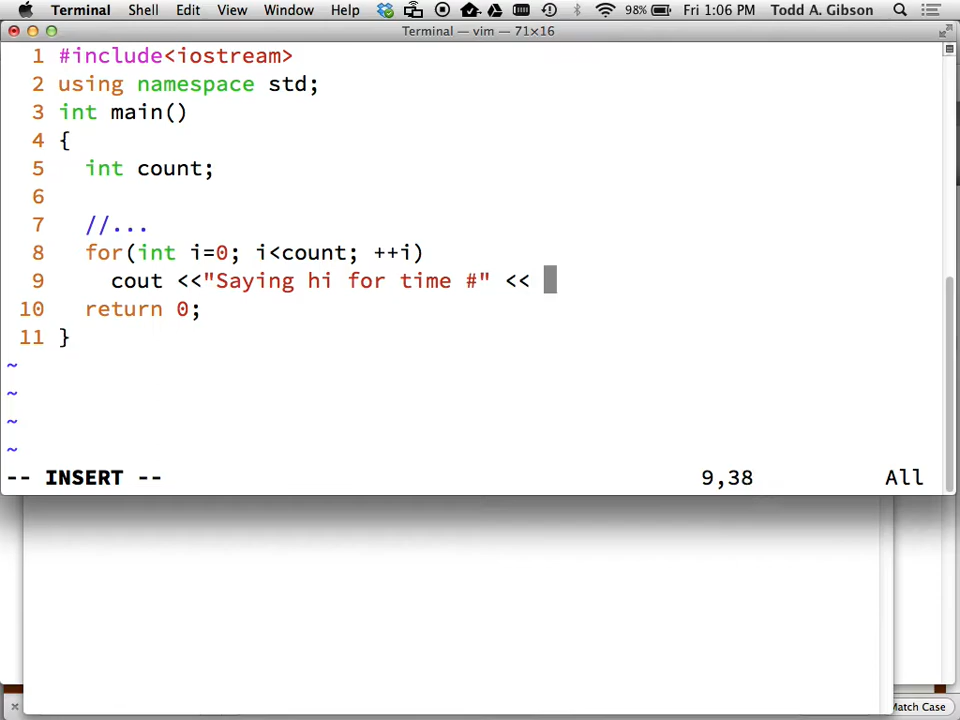 Terminal Shell Edit View Window Help 98% Fri 1:06 PM Todd A. Gibson
Terminal — vim — 71×16
1 #include<iostream>
2 using namespace std;
3 int main()
4 {
5   int count;
6
7   //...
8   for(int i=0; i<count; ++i)
9     cout <<"Saying hi for time #" <<
10   return 0;
11 }
~
~
~
~
-- INSERT -- 9,38 All
Match Case